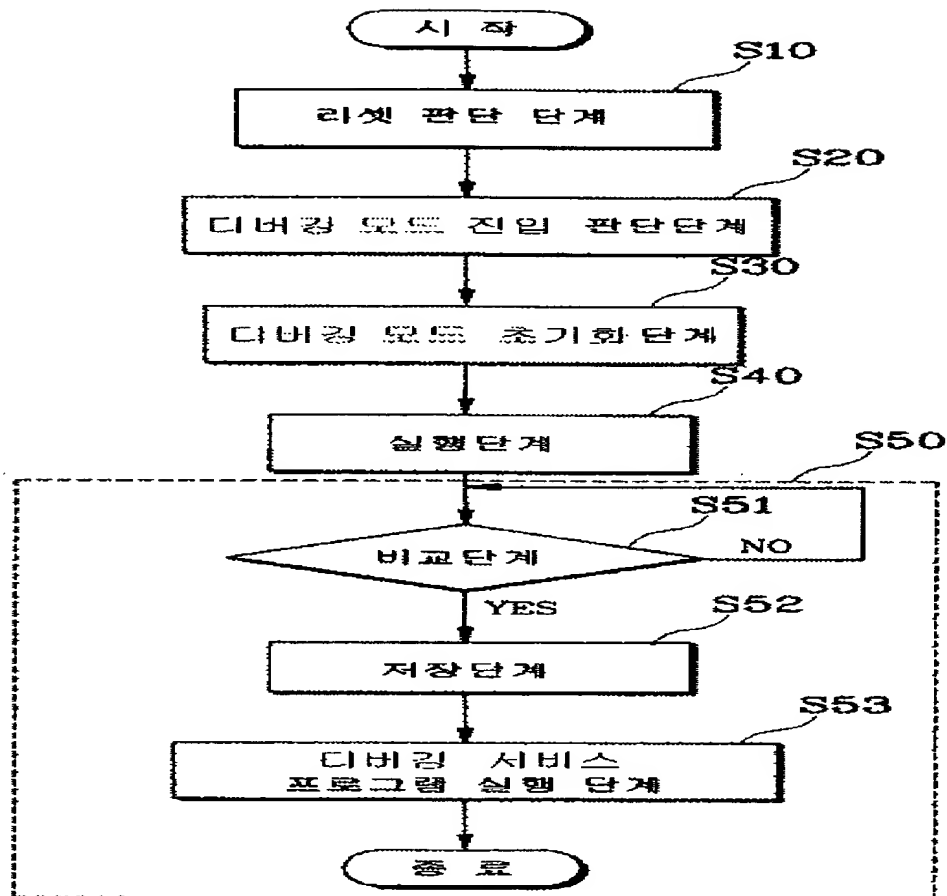 시 작
S10
리셋 판단 단계
S20
디버깅 모드 진입 판단단계
S30
디버깅 모드 초기화단계
S40
실행단계
S50
S51
비교단계
NO
YES
S52
저장단계
S53
디버깅 서비스
프로그램 실행 단계
종료